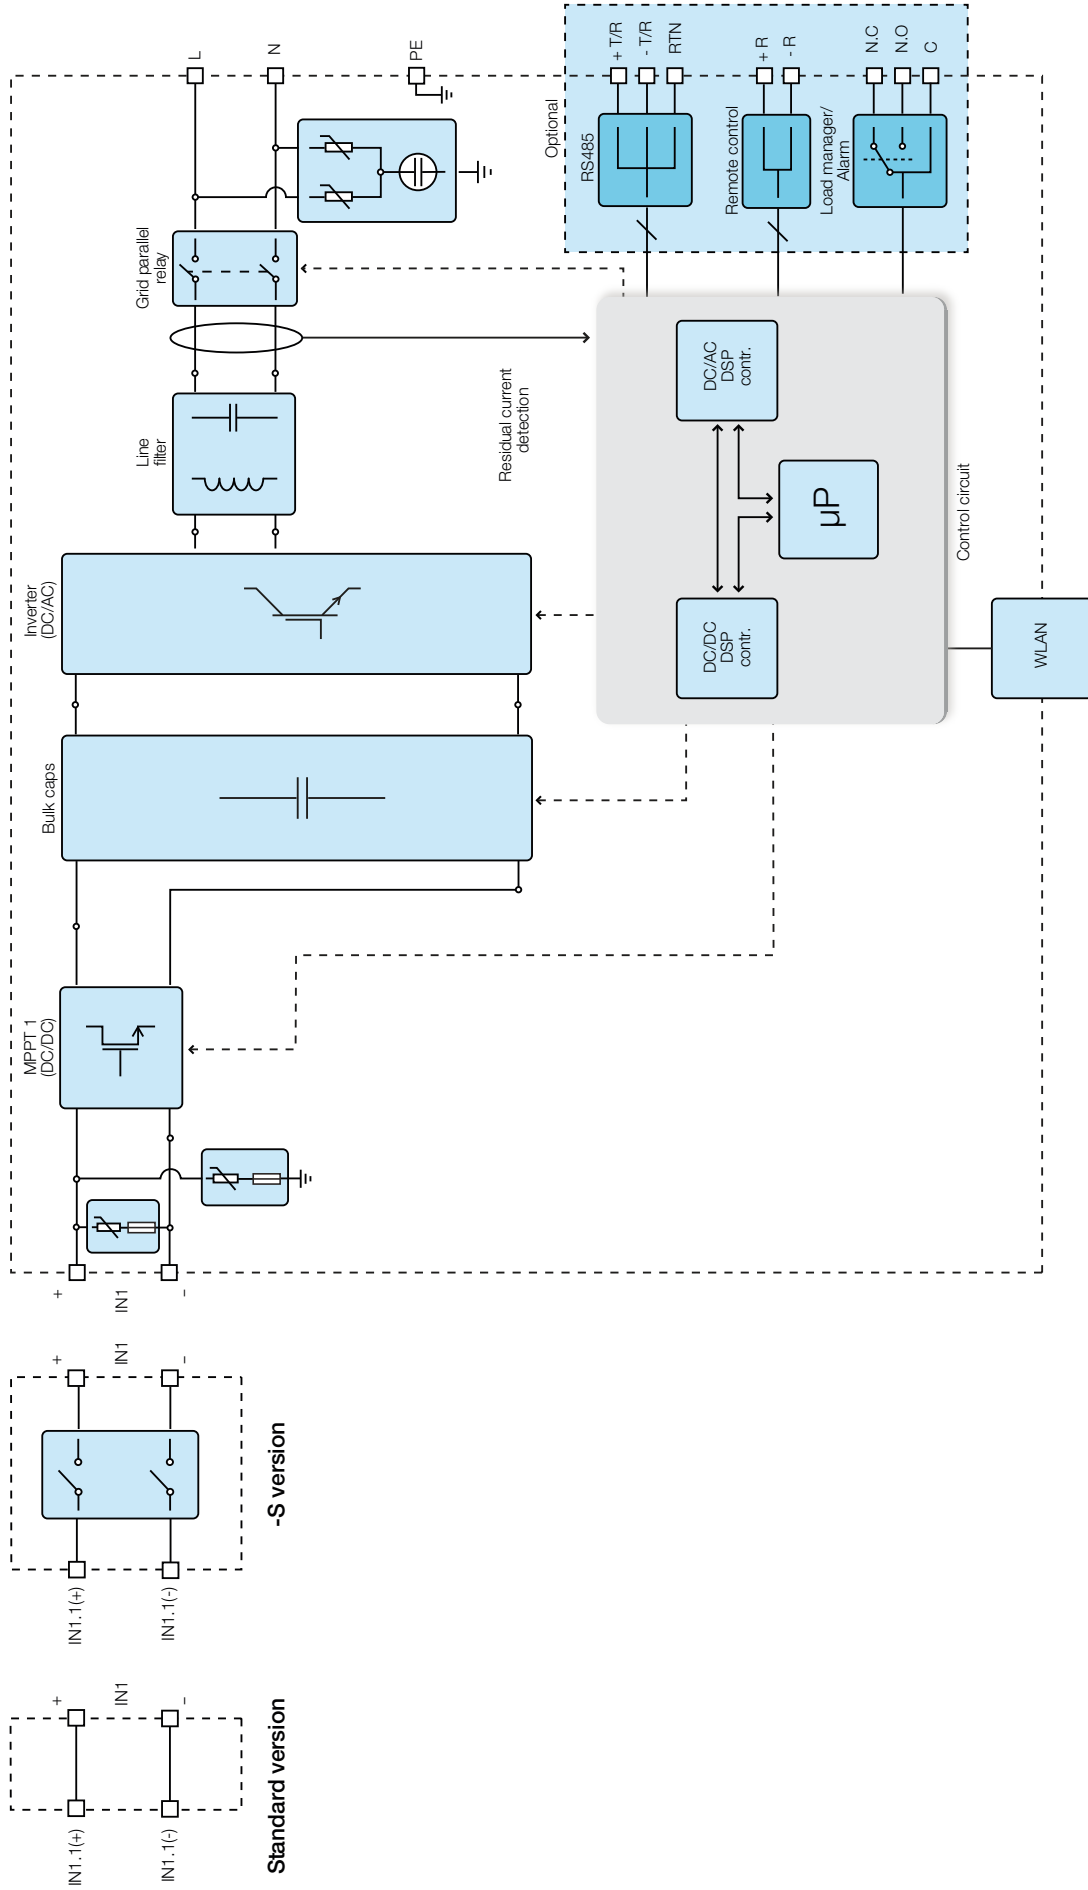 Standard version
IN1.1(+)
IN1.1(-)
+
IN1
–
-S version
IN1.1(+)
IN1.1(-)
+
IN1
–
+
IN1
–
MPPT 1
(DC/DC)
Bulk caps
Inverter
(DC/AC)
Line
filter
Grid parallel
relay
L
N
PE
Residual current
detection
DC/DC
DSP
contr.
DC/AC
DSP
contr.
µP
Control circuit
WLAN
Optional
RS485
+ T/R
- T/R
RTN
Remote control
+ R
- R
Load manager/
Alarm
N.C
N.O
C